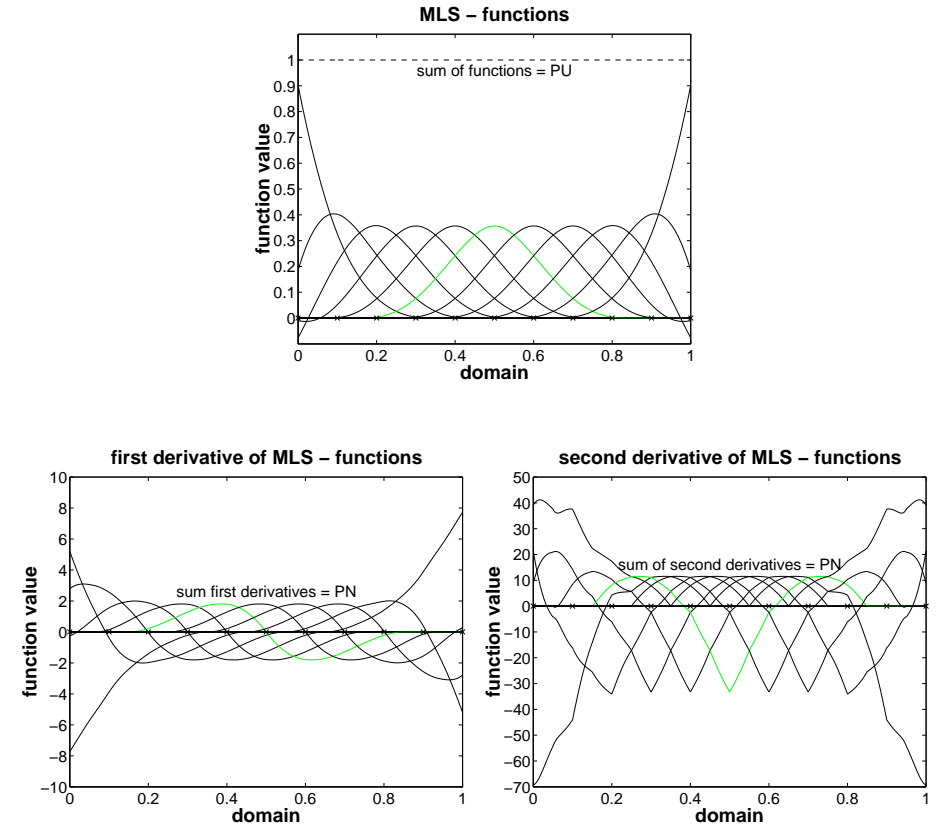 MLS − functions
function value
1
0.9
0.8
0.7
0.6
0.5
0.4
0.3
0.2
0.1
0
sum of functions = PU
0 0.2 0.4 0.6 0.8 1
domain
first derivative of MLS − functions
function value
10
8
6
4
2
0
−2
−4
−6
−8
−10
sum first derivatives = PN
0 0.2 0.4 0.6 0.8 1
domain
second derivative of MLS − functions
function value
50
40
30
20
10
0
−10
−20
−30
−40
−50
−60
−70
sum of second derivatives = PN
0 0.2 0.4 0.6 0.8 1
domain